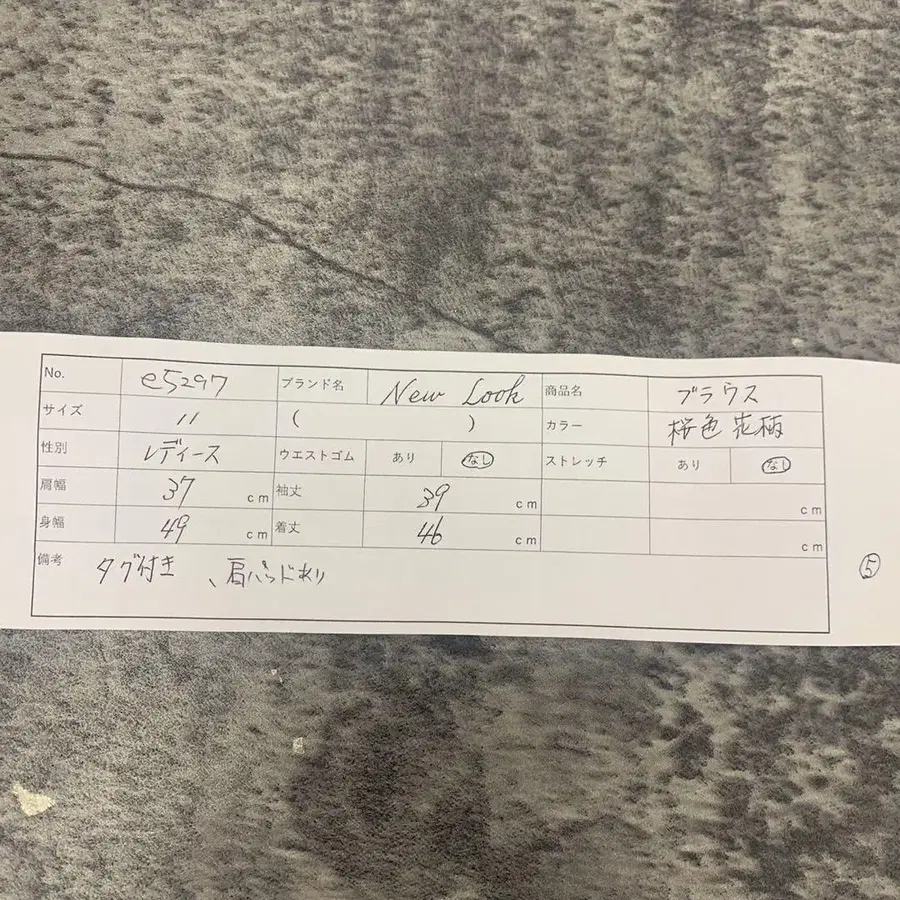 No. e5297 ブランド名 New Look 商品名 ブラウス
サイズ 11 ( ) カラー 桜色 花柄
性別 レディース ウエストゴム あり なし ストレッチ あり なし
肩幅 37 cm 袖丈 39 cm cm
身幅 49 cm 着丈 46 cm cm
備考 タグ付き、肩パッドあり
⑤